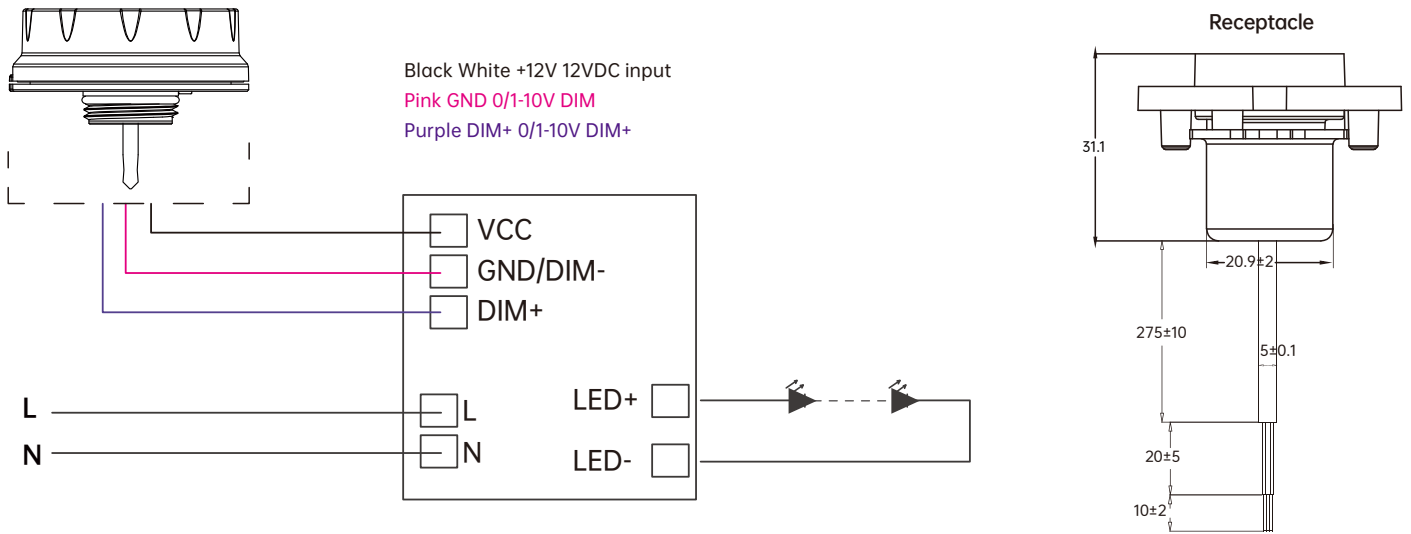 Black White +12V 12VDC input
Pink GND 0/1-10V DIM
Purple DIM+ 0/1-10V DIM+
VCC
GND/DIM-
DIM+
L
L
N
N
LED+
LED-
Receptacle
31.1
20.9±2
275±10
5±0.1
20±5
10±2